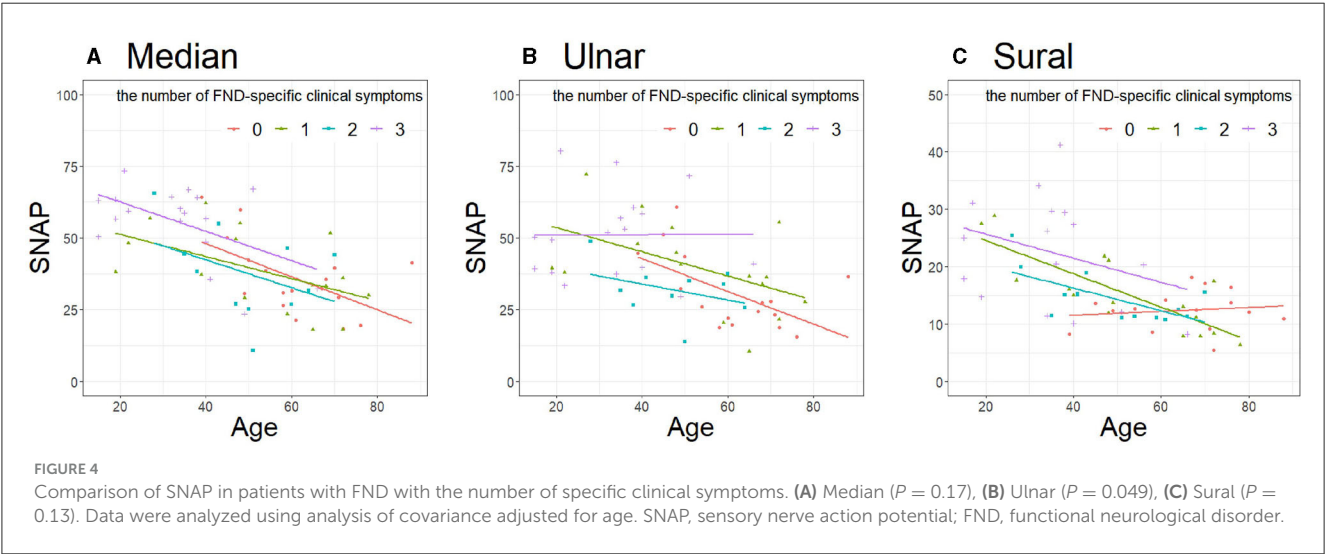 A Median
the number of FND-specific clinical symptoms
0 1 2 3
100
75
50
25
0
SNAP
20 40 60 80
Age
B Ulnar
the number of FND-specific clinical symptoms
0 1 2 3
100
75
50
25
0
SNAP
20 40 60 80
Age
C Sural
the number of FND-specific clinical symptoms
0 1 2 3
50
40
30
20
10
0
SNAP
20 40 60 80
Age
FIGURE 4
Comparison of SNAP in patients with FND with the number of specific clinical symptoms. (A) Median (P = 0.17), (B) Ulnar (P = 0.049), (C) Sural (P =
0.13). Data were analyzed using analysis of covariance adjusted for age. SNAP, sensory nerve action potential; FND, functional neurological disorder.